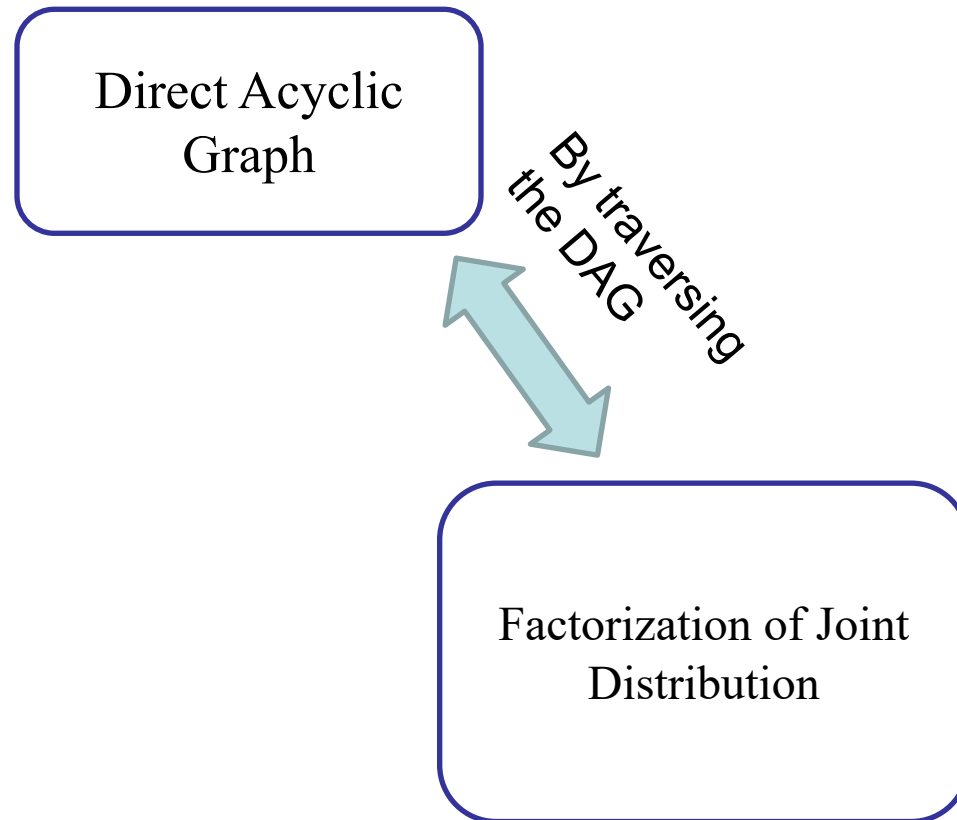 Direct Acyclic
Graph
By traversing
the DAG
Factorization of Joint
Distribution